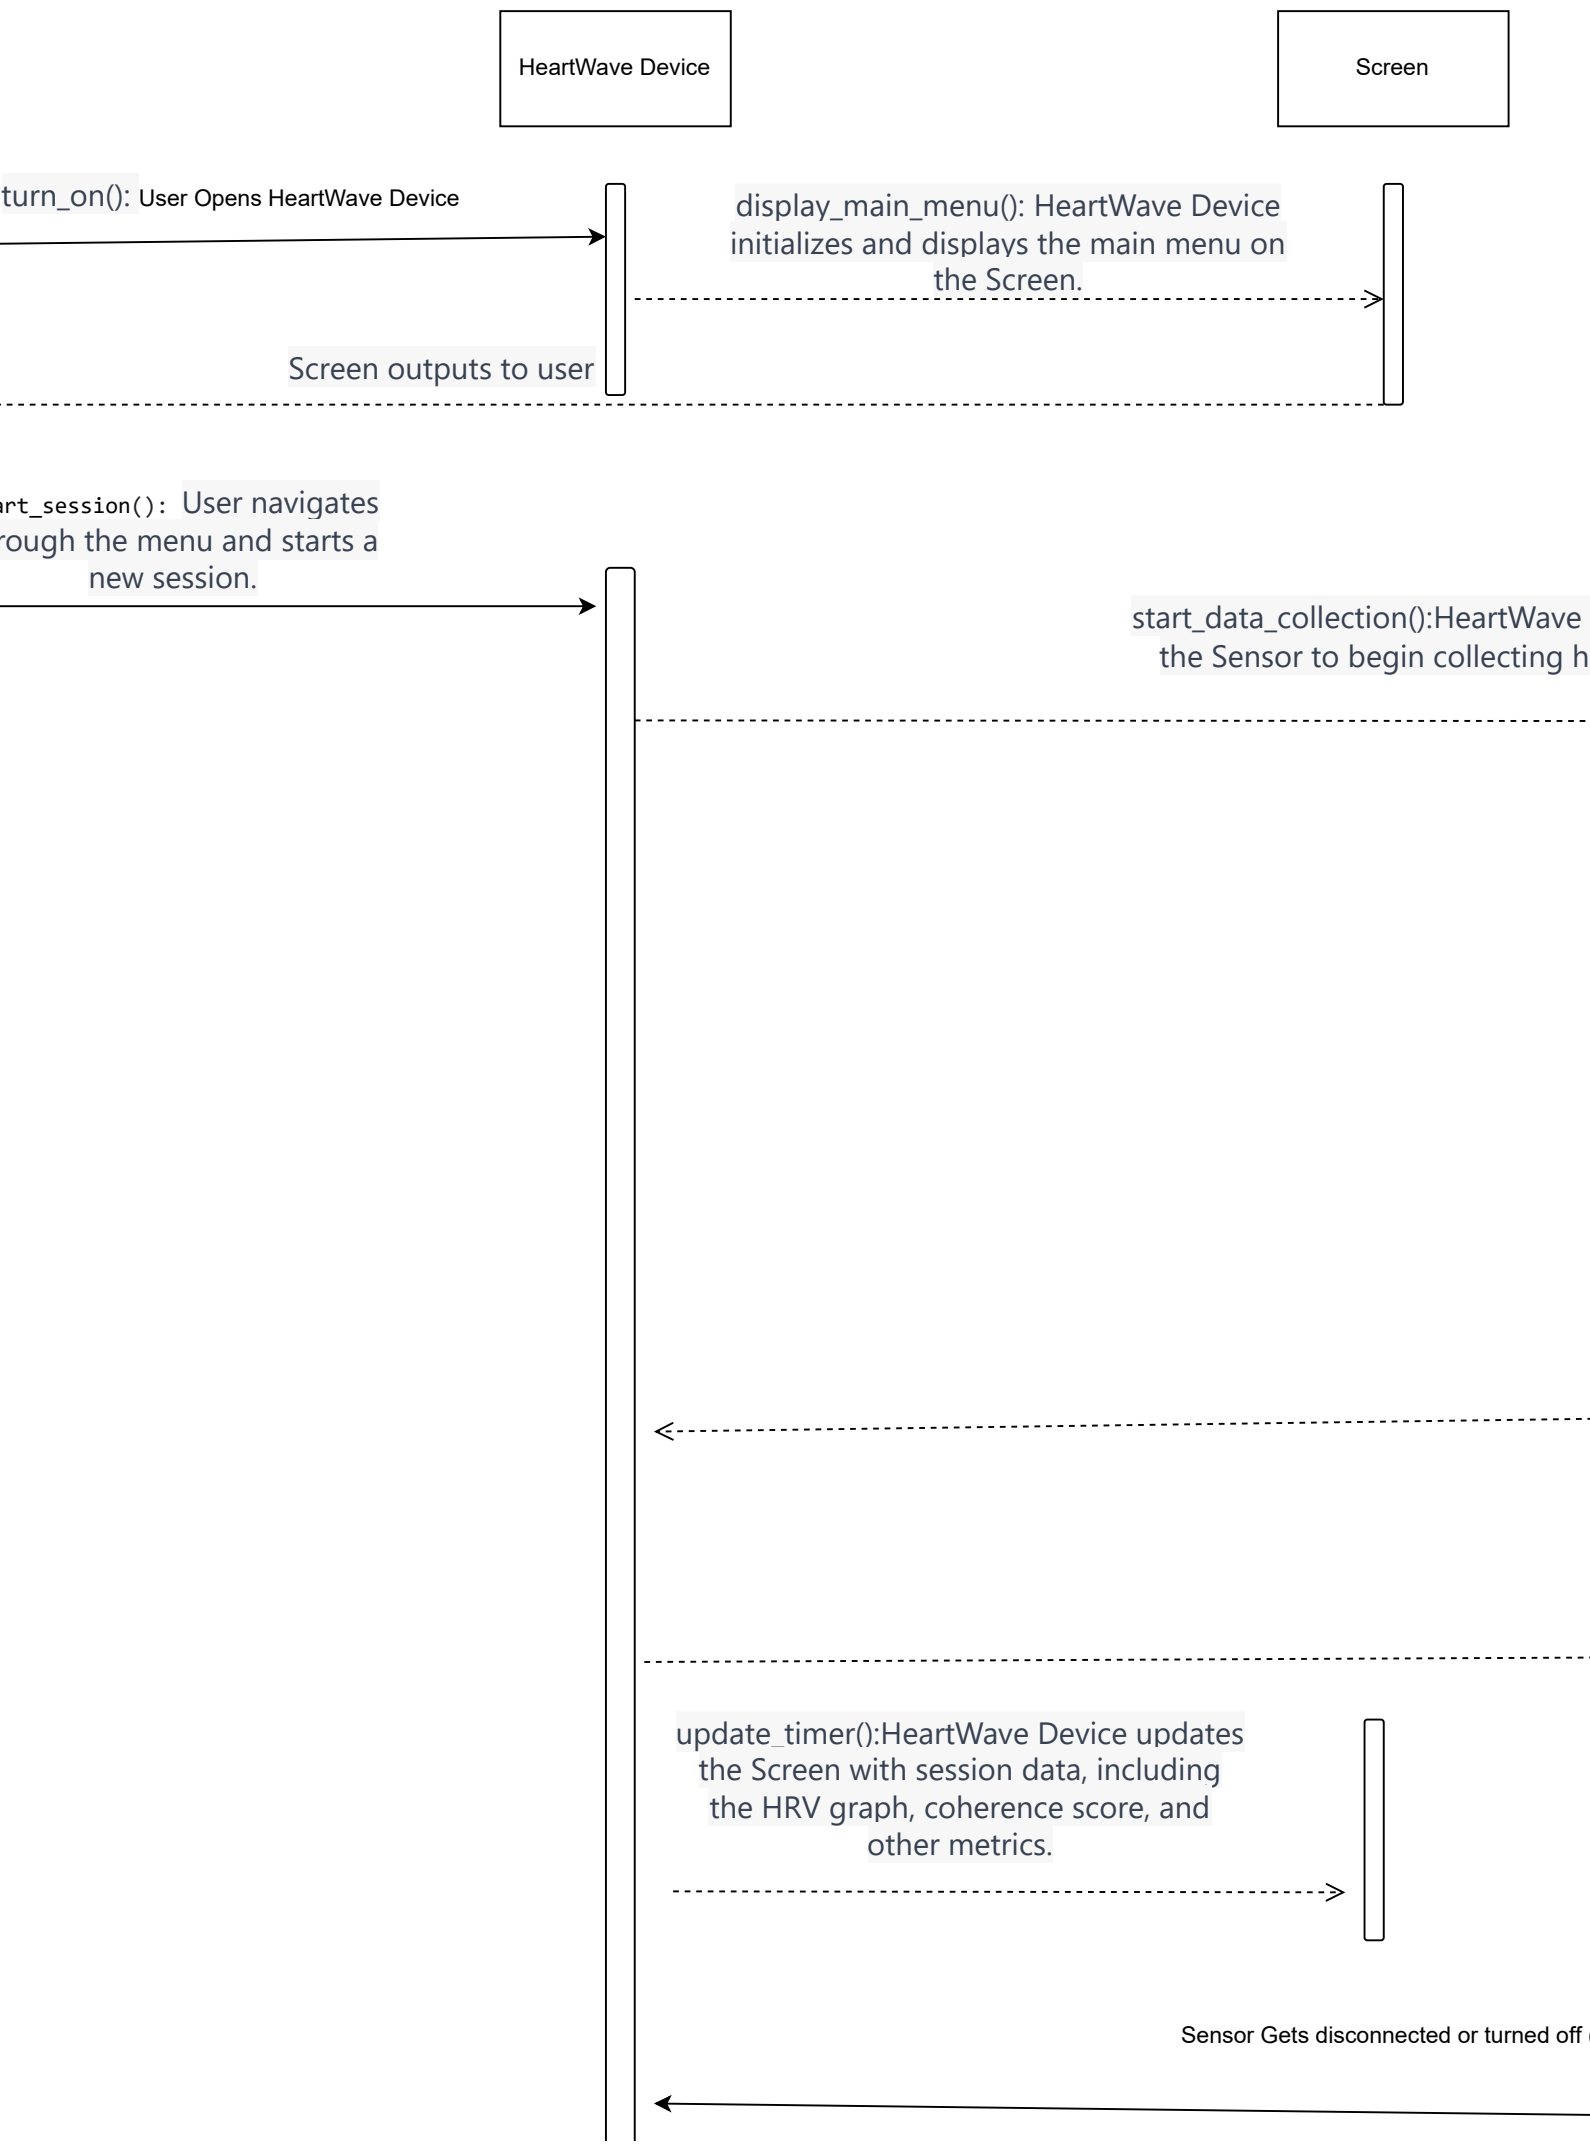 HeartWave Device
Screen
turn_on(): User Opens HeartWave Device
display_main_menu(): HeartWave Device
initializes and displays the main menu on
the Screen.
Screen outputs to user
art_session(): User navigates
rough the menu and starts a
new session.
start_data_collection():HeartWave
the Sensor to begin collecting h
update_timer():HeartWave Device updates
the Screen with session data, including
the HRV graph, coherence score, and
other metrics.
Sensor Gets disconnected or turned off (